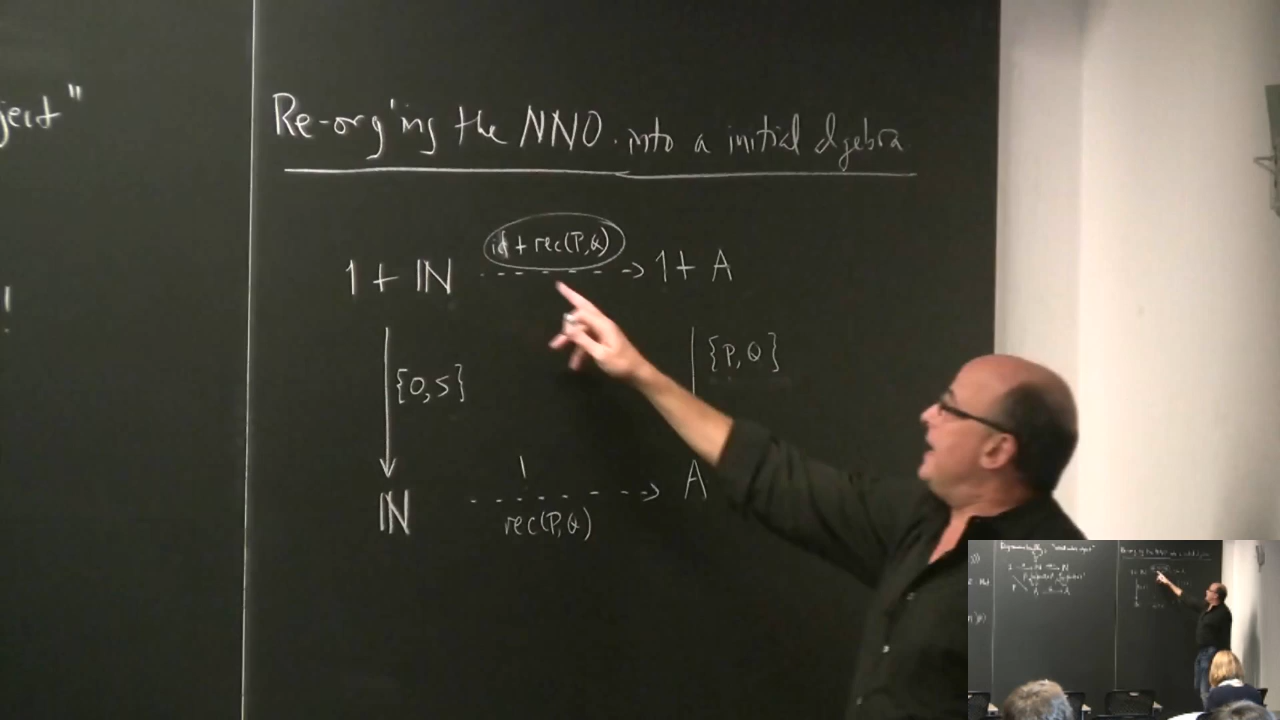 ject"
!
Re-org'ing the NNO. into a initial algebra
id + rec(P,Q)
1 + ℕ 1 + A
{0,s} {P,Q}
!
ℕ A
rec(P,Q)